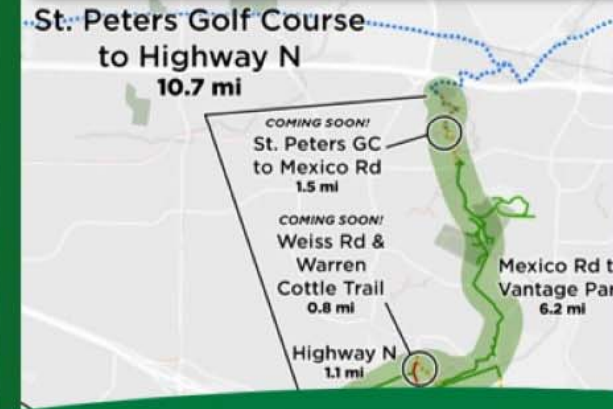 St. Peters Golf Course
to Highway N
10.7 mi
COMING SOON!
St. Peters GC
to Mexico Rd
1.5 mi
COMING SOON!
Weiss Rd &
Warren
Cottle Trail
0.8 mi
Mexico Rd t
Vantage Par
6.2 mi
Highway N
1.1 mi